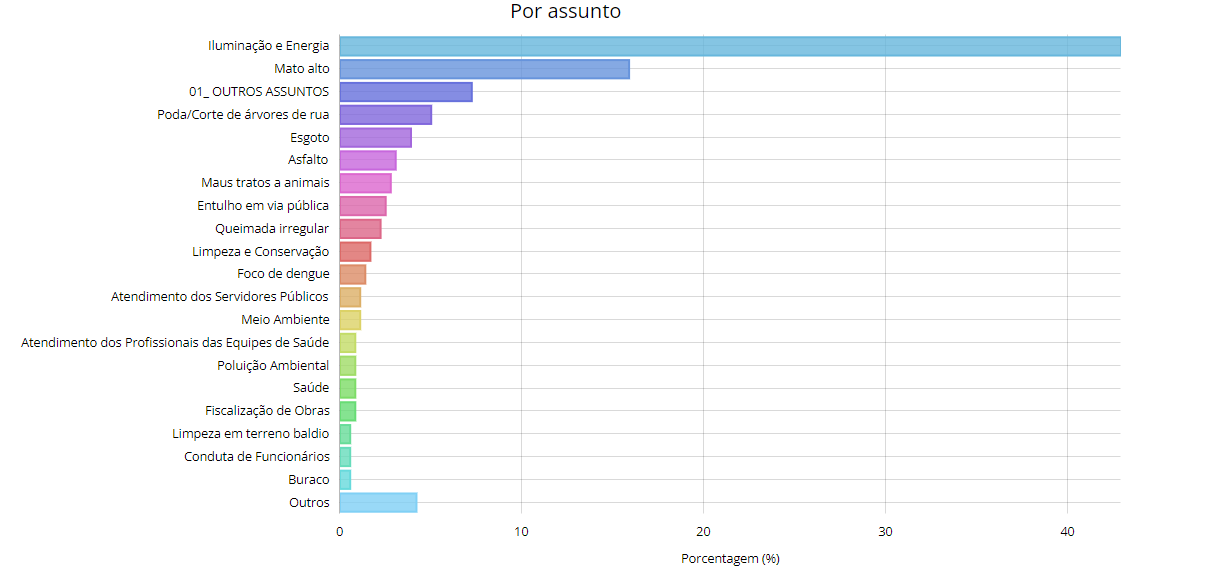 Por assunto
Iluminação e Energia
Mato alto
01_ OUTROS ASSUNTOS
Poda/Corte de árvores de rua
Esgoto
Asfalto
Maus tratos a animais
Entulho em via pública
Queimada irregular
Limpeza e Conservação
Foco de dengue
Atendimento dos Servidores Públicos
Meio Ambiente
Atendimento dos Profissionais das Equipes de Saúde
Poluição Ambiental
Saúde
Fiscalização de Obras
Limpeza em terreno baldio
Conduta de Funcionários
Buraco
Outros
0 10 20 30 40
Porcentagem (%)